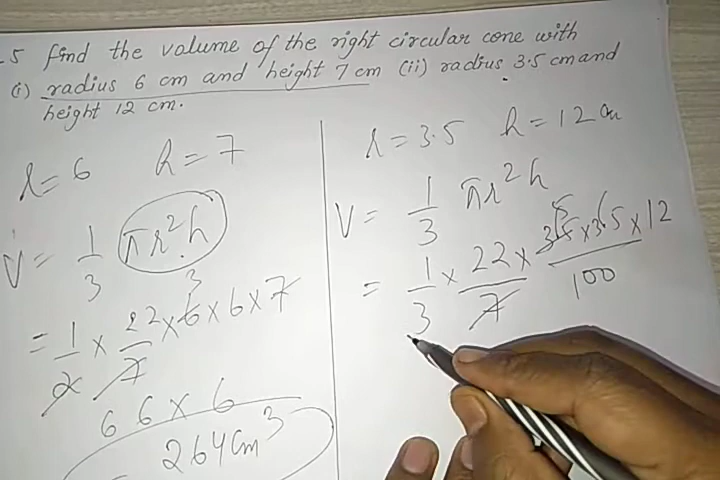 5 find the volume of the right circular cone with
(i) radius 6 cm and height 7 cm (ii) radius 3.5 cm and
height 12 cm.
r = 6 h = 7
V = 1/3 πr²h
= 1/2 × 22/7 × 6 × 6 × 7
3
66 × 6
264 cm³
r = 3.5 h = 12 cm
V = 1/3 πr²h
= 1/3 × 22/7 × 35 × 35 × 12/100
5